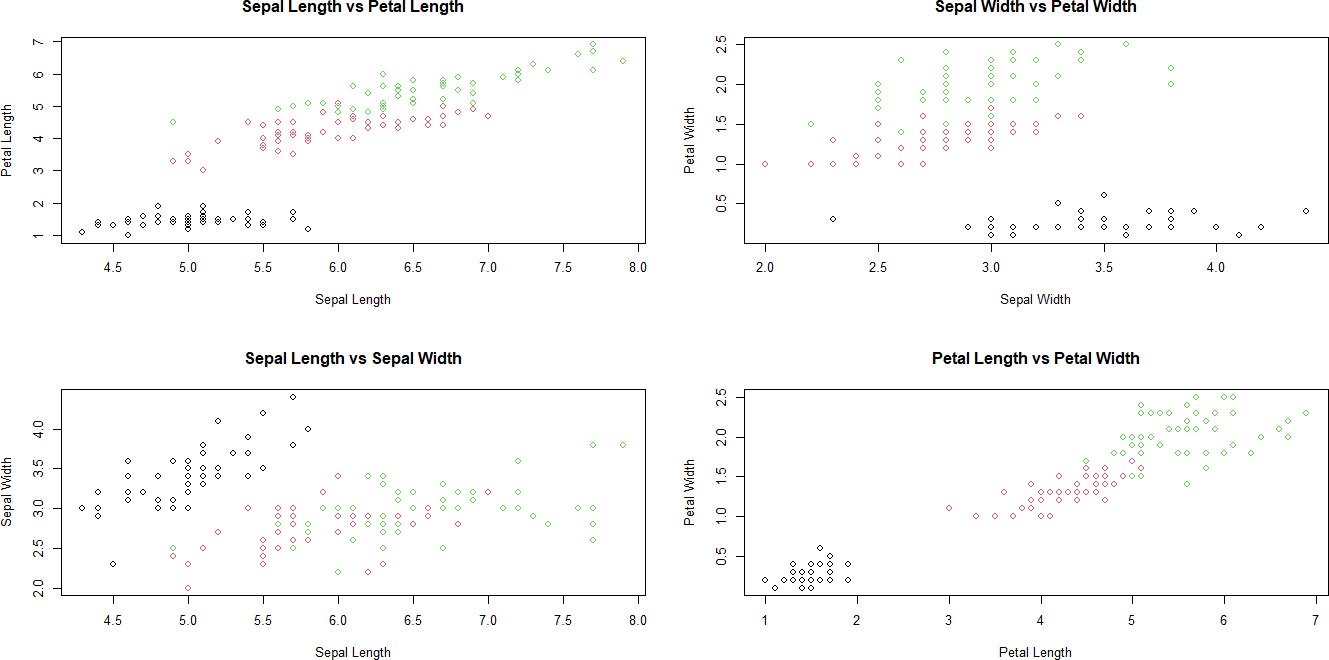 Sepal Length vs Petal Length
Petal Length
1 2 3 4 5 6 7
4.5 5.0 5.5 6.0 6.5 7.0 7.5 8.0
Sepal Length
Sepal Width vs Petal Width
Petal Width
0.5 1.0 1.5 2.0 2.5
2.0 2.5 3.0 3.5 4.0
Sepal Width
Sepal Length vs Sepal Width
Sepal Width
2.0 2.5 3.0 3.5 4.0
4.5 5.0 5.5 6.0 6.5 7.0 7.5 8.0
Sepal Length
Petal Length vs Petal Width
Petal Width
0.5 1.0 1.5 2.0 2.5
1 2 3 4 5 6 7
Petal Length